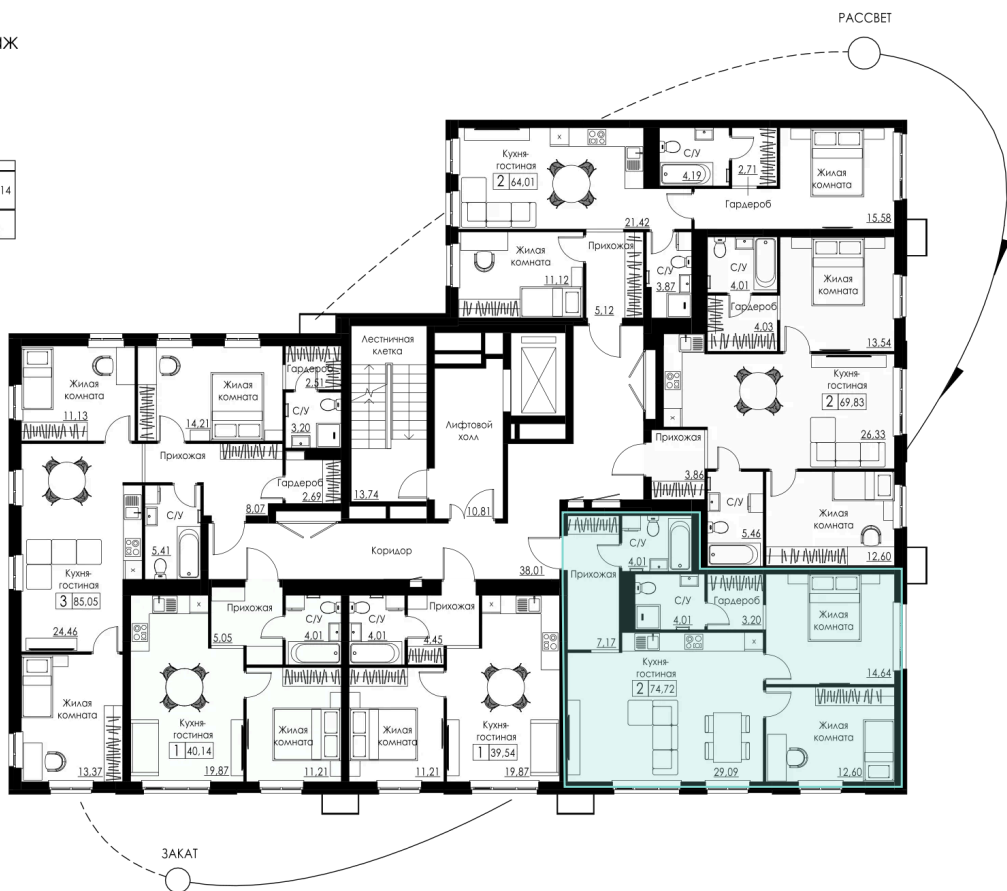 РАССВЕТ
ЯЖ
14
Кухня-
гостиная
2 64,01
21.42
С/У
4.19
2.71
Гардероб
Жилая
комната
15.58
Жилая
комната
11.12
Прихожая
5.12
С/У
3.87
С/У
4.01
Гардероб
4.03
Жилая
комната
13.54
Кухня-
гостиная
2 69,83
26.33
Прихожая
3.86
С/У
5.46
Жилая
комната
12.60
Лестничная
клетка
13.74
Лифтовой
холл
10.81
Жилая
комната
11.13
Жилая
комната
14.21
Гардероб
2.51
С/У
3.20
Прихожая
8.07
Гардероб
2.69
С/У
5.41
Кухня-
гостиная
3 85,05
24.46
Коридор
38.01
Жилая
комната
13.37
Прихожая
5.05
С/У
4.01
Кухня-
гостиная
1 40,14
19.87
Жилая
комната
11.21
С/У
4.01
Прихожая
4.45
Жилая
комната
11.21
Кухня-
гостиная
1 39,54
19.87
С/У
4.01
Прихожая
7.17
С/У
4.01
Гардероб
3.20
Жилая
комната
14.64
Кухня-
гостиная
2 74,72
29.09
Жилая
комната
12.60
ЗАКАТ